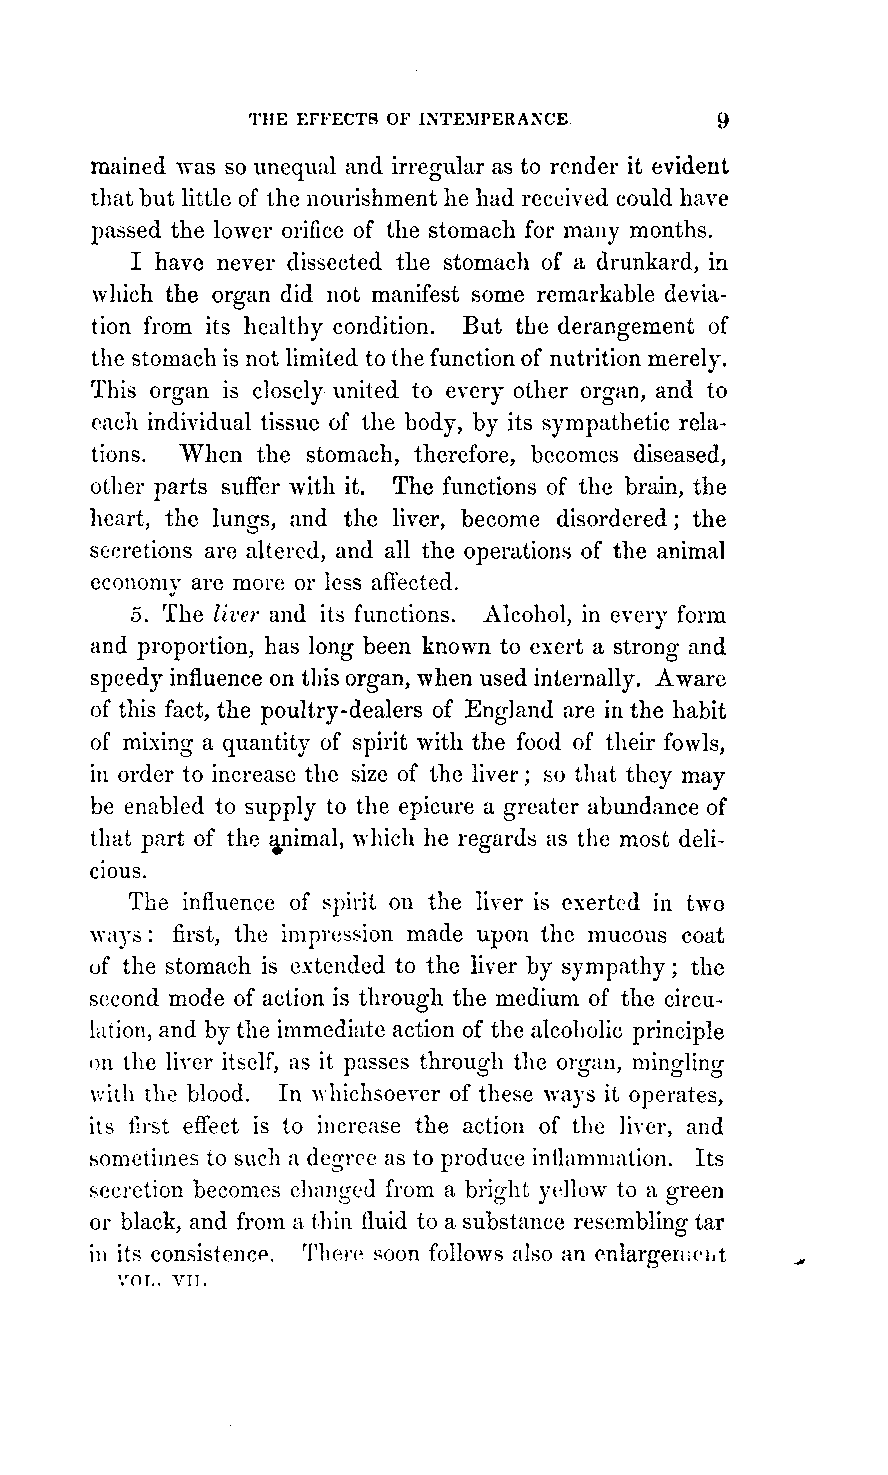 THE EFFECTS OF INTEMPERANCE. 9
mained was so unequal and irregular as to render it evident
that but little of the nourishment he had received could have
passed the lower orifice of the stomach for many months.
I have never dissected the stomach of a drunkard, in
which the organ did not manifest some remarkable devia-
tion from its healthy condition. But the derangement of
the stomach is not limited to the function of nutrition merely.
This organ is closely united to every other organ, and to
each individual tissue of the body, by its sympathetic rela-
tions. When the stomach, therefore, becomes diseased,
other parts suffer with it. The functions of the brain, the
heart, the lungs, and the liver, become disordered; the
secretions are altered, and all the operations of the animal
economy are more or less affected.
5. The liver and its functions. Alcohol, in every form
and proportion, has long been known to exert a strong and
speedy influence on this organ, when used internally. Aware
of this fact, the poultry-dealers of England are in the habit
of mixing a quantity of spirit with the food of their fowls,
in order to increase the size of the liver; so that they may
be enabled to supply to the epicure a greater abundance of
that part of the animal, which he regards as the most deli-
cious.
The influence of spirit on the liver is exerted in two
ways: first, the impression made upon the mucous coat
of the stomach is extended to the liver by sympathy; the
second mode of action is through the medium of the circu-
lation, and by the immediate action of the alcoholic principle
on the liver itself, as it passes through the organ, mingling
with the blood. In whichsoever of these ways it operates,
its first effect is to increase the action of the liver, and
sometimes to such a degree as to produce inflammation. Its
secretion becomes changed from a bright yellow to a green
or black, and from a thin fluid to a substance resembling tar
in its consistence. There soon follows also an enlargement
VOL. VII.